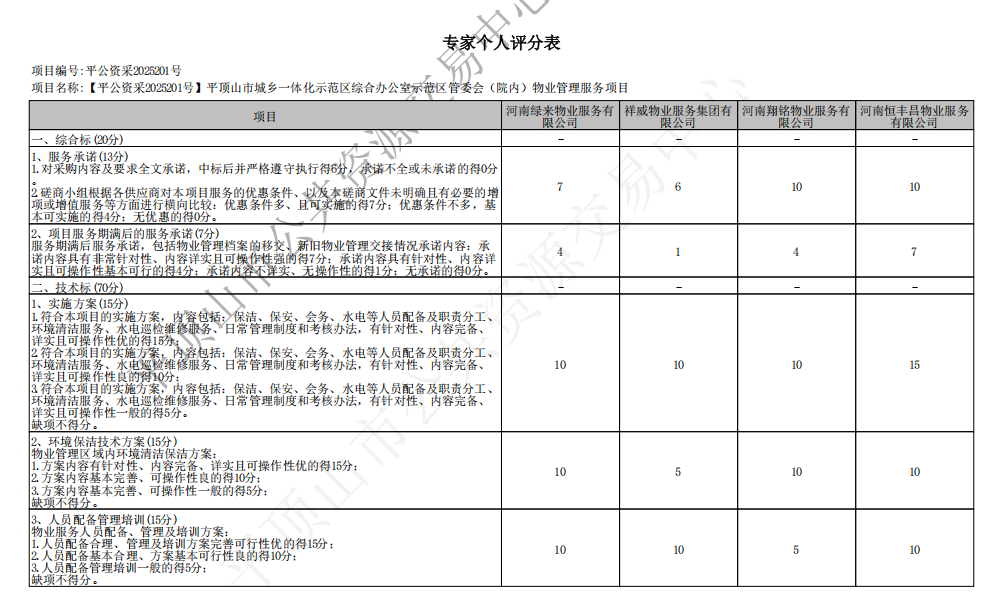 专家个人评分表
项目编号:平公资采2025201号
项目名称:【平公资采2025201号】平顶山市城乡一体化示范区综合办公室示范区管委会（院内）物业管理服务项目
项目
河南绿来物业服务有限公司
祥威物业服务集团有限公司
河南翔铭物业服务有限公司
河南恒丰昌物业服务有限公司
一、综合标(20分) - - - -
1、服务承诺(13分)
1.对采购内容及要求全文承诺，中标后并严格遵守执行得6分，承诺不全或未承诺的得0分
。
2.磋商小组根据各供应商对本项目服务的优惠条件、以及本磋商文件未明确且有必要的增
项或增值服务等方面进行横向比较：优惠条件多、且可实施的得7分；优惠条件不多，基
本可实施的得4分；无优惠的得0分。
7 6 10 10
2、项目服务期满后的服务承诺(7分)
服务期满后服务承诺，包括物业管理档案的移交、新旧物业管理交接情况承诺内容：承
诺内容具有非常针对性、内容详实且可操作性强的得7分；承诺内容具有针对性、内容详
实且可操作性基本可行的得4分；承诺内容不详实、无操作性的得1分；无承诺的得0分。
4 1 4 7
二、技术标(70分) - - - -
1、实施方案(15分)
1.符合本项目的实施方案，内容包括：保洁、保安、会务、水电等人员配备及职责分工、
环境清洁服务、水电巡检维修服务、日常管理制度和考核办法，有针对性、内容完备、
详实且可操作性优的得15分；
2.符合本项目的实施方案，内容包括：保洁、保安、会务、水电等人员配备及职责分工、
环境清洁服务、水电巡检维修服务、日常管理制度和考核办法，有针对性、内容完备、
详实且可操作性良的得10分；
3.符合本项目的实施方案，内容包括：保洁、保安、会务、水电等人员配备及职责分工、
环境清洁服务、水电巡检维修服务、日常管理制度和考核办法，有针对性、内容完备、
详实且可操作性一般的得5分。
缺项不得分。
10 10 10 15
2、环境保洁技术方案(15分)
物业管理区域内环境清洁保洁方案：
1.方案内容有针对性、内容完备、详实且可操作性优的得15分；
2.方案内容基本完善、可操作性良的得10分；
3.方案内容基本完善、可操作性一般的得5分；
缺项不得分。
10 5 10 10
3、人员配备管理培训(15分)
物业服务人员配备、管理及培训方案：
1.人员配备合理、管理及培训方案完善可行性优的得15分；
2.人员配备基本合理、方案基本可行性良的得10分；
3.人员配备管理培训一般的得5分；
缺项不得分。
10 10 5 10
平顶山市公共资源交易中心
平顶山市公共资源交易中心